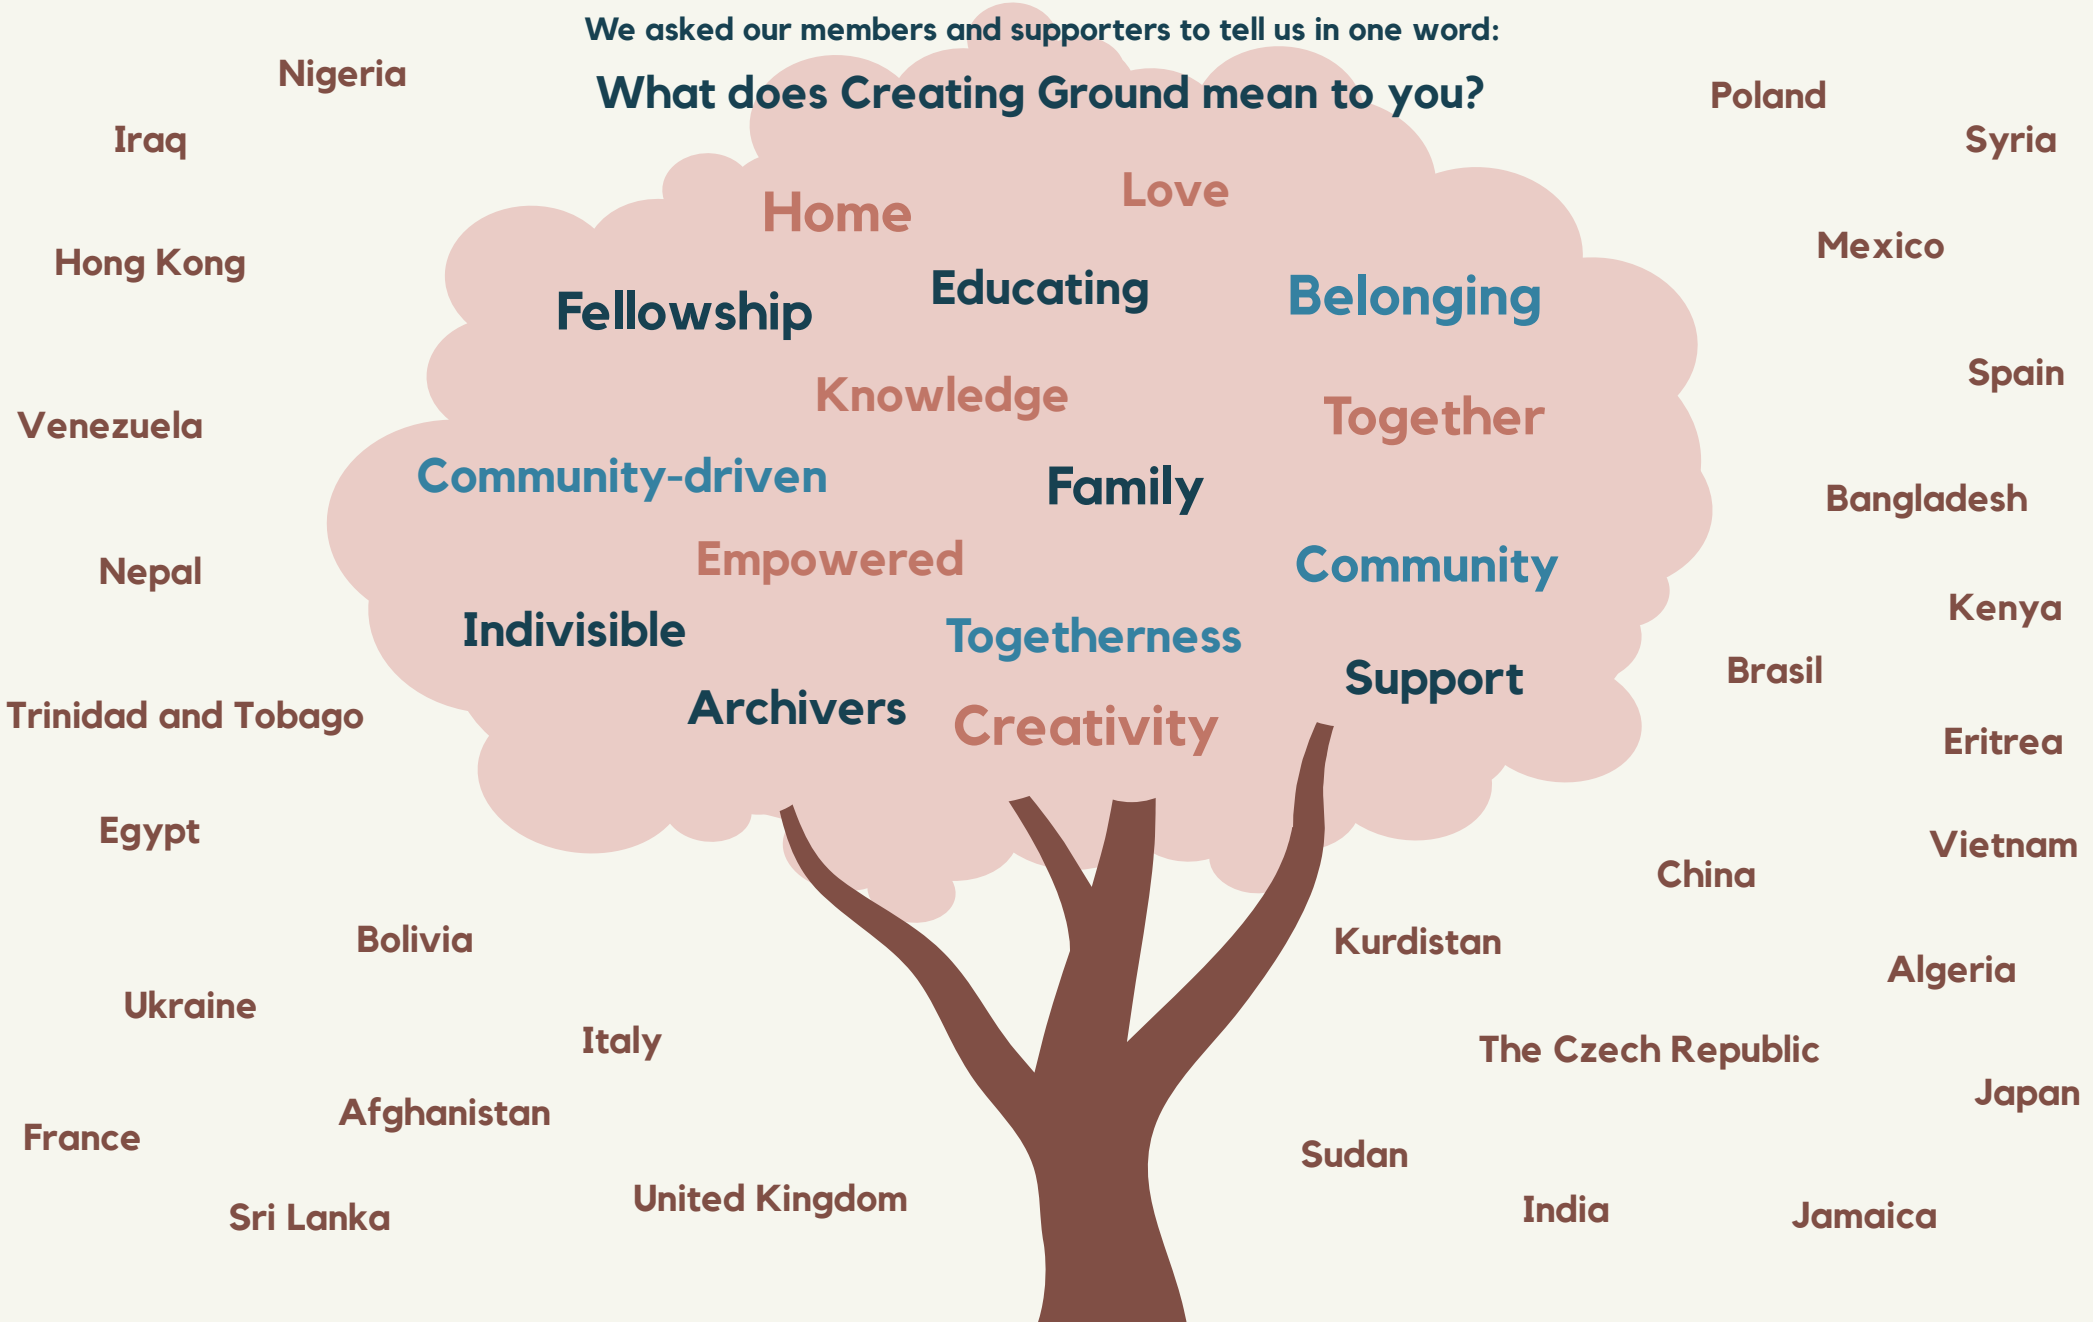 We asked our members and supporters to tell us in one word:
What does Creating Ground mean to you?
Nigeria
Iraq
Hong Kong
Venezuela
Nepal
Trinidad and Tobago
Egypt
Bolivia
Ukraine
Italy
Afghanistan
France
Sri Lanka
United Kingdom
Home
Love
Fellowship
Educating
Belonging
Knowledge
Together
Community-driven
Family
Empowered
Community
Indivisible
Togetherness
Support
Archivers
Creativity
Poland
Syria
Mexico
Spain
Bangladesh
Kenya
Brasil
Eritrea
Vietnam
China
Kurdistan
Algeria
The Czech Republic
Japan
Sudan
India
Jamaica